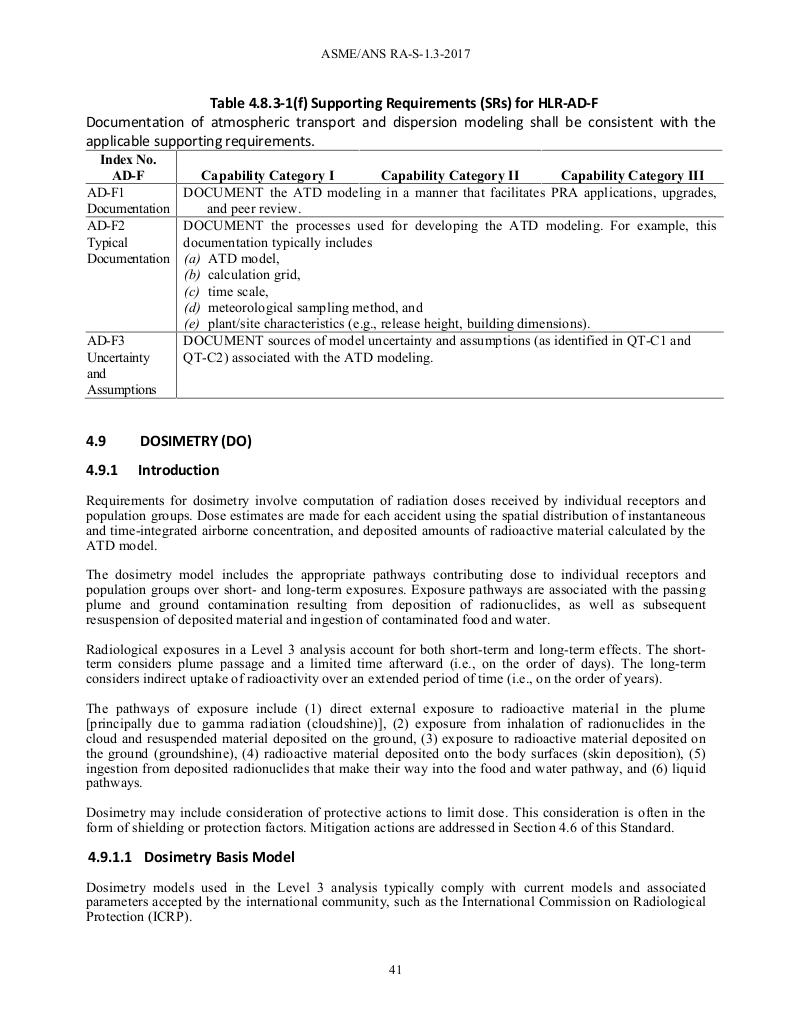 ASME/ANS RA-S-1.3-2017
Table 4.8.3-1(f) Supporting Requirements (SRs) for HLR-AD-F
Documentation of atmospheric transport and dispersion modeling shall be consistent with the
applicable supporting requirements.
Index No.
AD-F Capability Category I Capability Category II Capability Category III
AD-F1 DOCUMENT the ATD modeling in a manner that facilitates PRA applications, upgrades,
Documentation and peer review.
AD-F2 DOCUMENT the processes used for developing the ATD modeling. For example, this
Typical documentation typically includes
Documentation (a) ATD model,
(b) calculation grid,
(c) time scale,
(d) meteorological sampling method, and
(e) plant/site characteristics (e.g., release height, building dimensions).
AD-F3 DOCUMENT sources of model uncertainty and assumptions (as identified in QT-C1 and
Uncertainty QT-C2) associated with the ATD modeling.
and
Assumptions
4.9 DOSIMETRY (DO)
4.9.1 Introduction
Requirements for dosimetry involve computation of radiation doses received by individual receptors and
population groups. Dose estimates are made for each accident using the spatial distribution of instantaneous
and time-integrated airborne concentration, and deposited amounts of radioactive material calculated by the
ATD model.
The dosimetry model includes the appropriate pathways contributing dose to individual receptors and
population groups over short- and long-term exposures. Exposure pathways are associated with the passing
plume and ground contamination resulting from deposition of radionuclides, as well as subsequent
resuspension of deposited material and ingestion of contaminated food and water.
Radiological exposures in a Level 3 analysis account for both short-term and long-term effects. The short-
term considers plume passage and a limited time afterward (i.e., on the order of days). The long-term
considers indirect uptake of radioactivity over an extended period of time (i.e., on the order of years).
The pathways of exposure include (1) direct external exposure to radioactive material in the plume
[principally due to gamma radiation (cloudshine)], (2) exposure from inhalation of radionuclides in the
cloud and resuspended material deposited on the ground, (3) exposure to radioactive material deposited on
the ground (groundshine), (4) radioactive material deposited onto the body surfaces (skin deposition), (5)
ingestion from deposited radionuclides that make their way into the food and water pathway, and (6) liquid
pathways.
Dosimetry may include consideration of protective actions to limit dose. This consideration is often in the
form of shielding or protection factors. Mitigation actions are addressed in Section 4.6 of this Standard.
4.9.1.1 Dosimetry Basis Model
Dosimetry models used in the Level 3 analysis typically comply with current models and associated
parameters accepted by the international community, such as the International Commission on Radiological
Protection (ICRP).
41